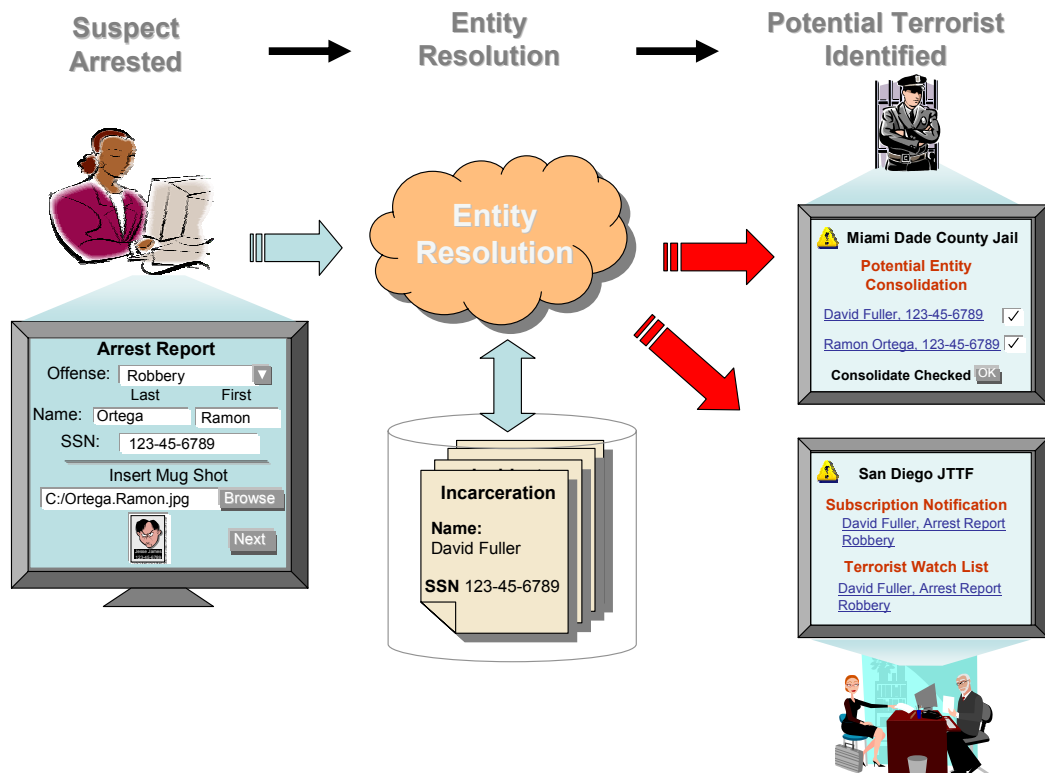 Suspect
Arrested
Entity
Resolution
Potential Terrorist
Identified
Entity
Resolution
Arrest Report
Offense: Robbery
Last First
Name: Ortega Ramon
SSN: 123-45-6789
Insert Mug Shot
C:/Ortega.Ramon.jpg Browse
Next
Incarceration
Name:
David Fuller
SSN 123-45-6789
Miami Dade County Jail
Potential Entity
Consolidation
David Fuller, 123-45-6789
Ramon Ortega, 123-45-6789
Consolidate Checked OK
San Diego JTTF
Subscription Notification
David Fuller, Arrest Report
Robbery
Terrorist Watch List
David Fuller, Arrest Report
Robbery